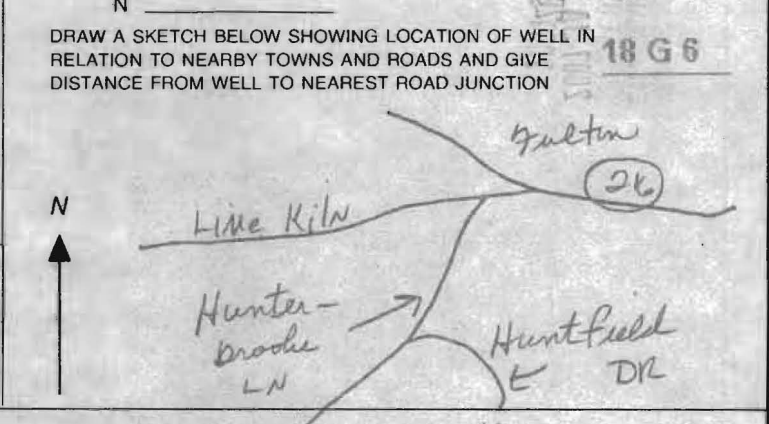 N
DRAW A SKETCH BELOW SHOWING LOCATION OF WELL IN
RELATION TO NEARBY TOWNS AND ROADS AND GIVE
DISTANCE FROM WELL TO NEAREST ROAD JUNCTION
18 G 6
Fulton
N
Lime Kiln
Hunter-
brooke
LN
Huntfield
DR